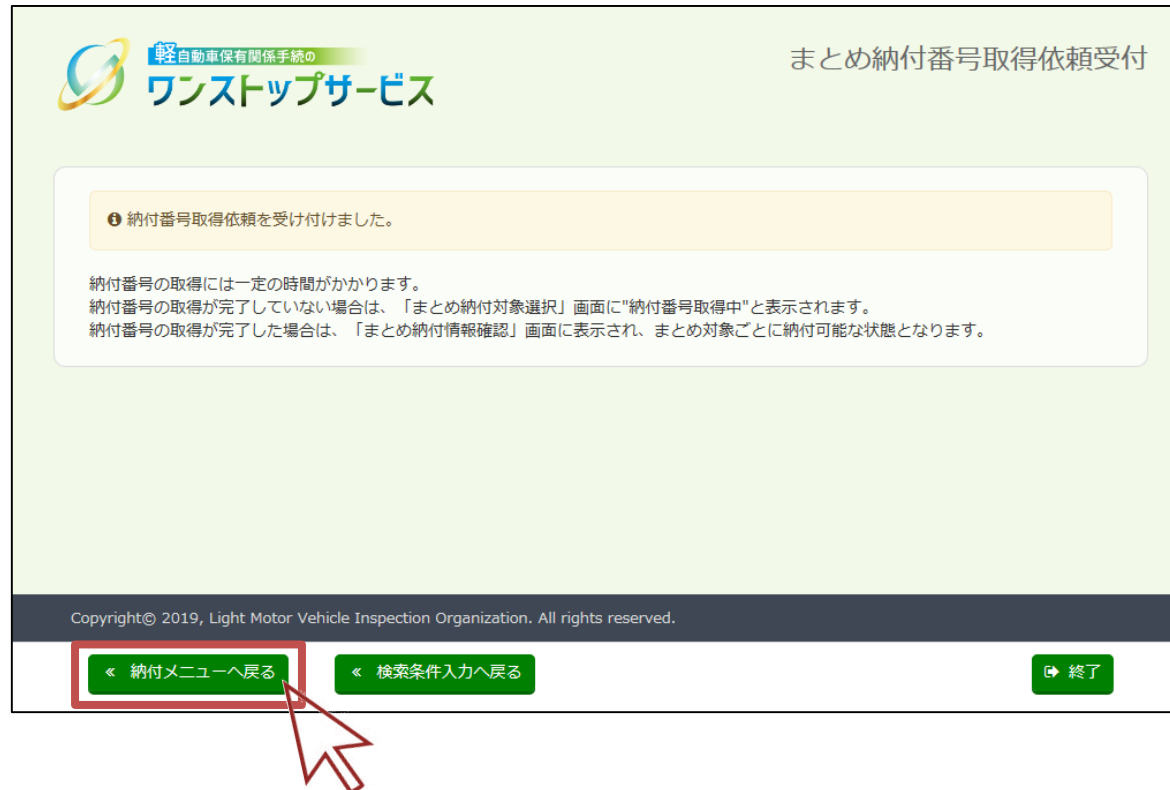 軽自動車保有関係手続の
ワンストップサービス
まとめ納付番号取得依頼受付
納付番号取得依頼を受け付けました。
納付番号の取得には一定の時間がかかります。
納付番号の取得が完了していない場合は、「まとめ納付対象選択」画面に"納付番号取得中"と表示されます。
納付番号の取得が完了した場合は、「まとめ納付情報確認」画面に表示され、まとめ対象ごとに納付可能な状態となります。
Copyright© 2019, Light Motor Vehicle Inspection Organization. All rights reserved.
« 納付メニューへ戻る
« 検索条件入力へ戻る
終了